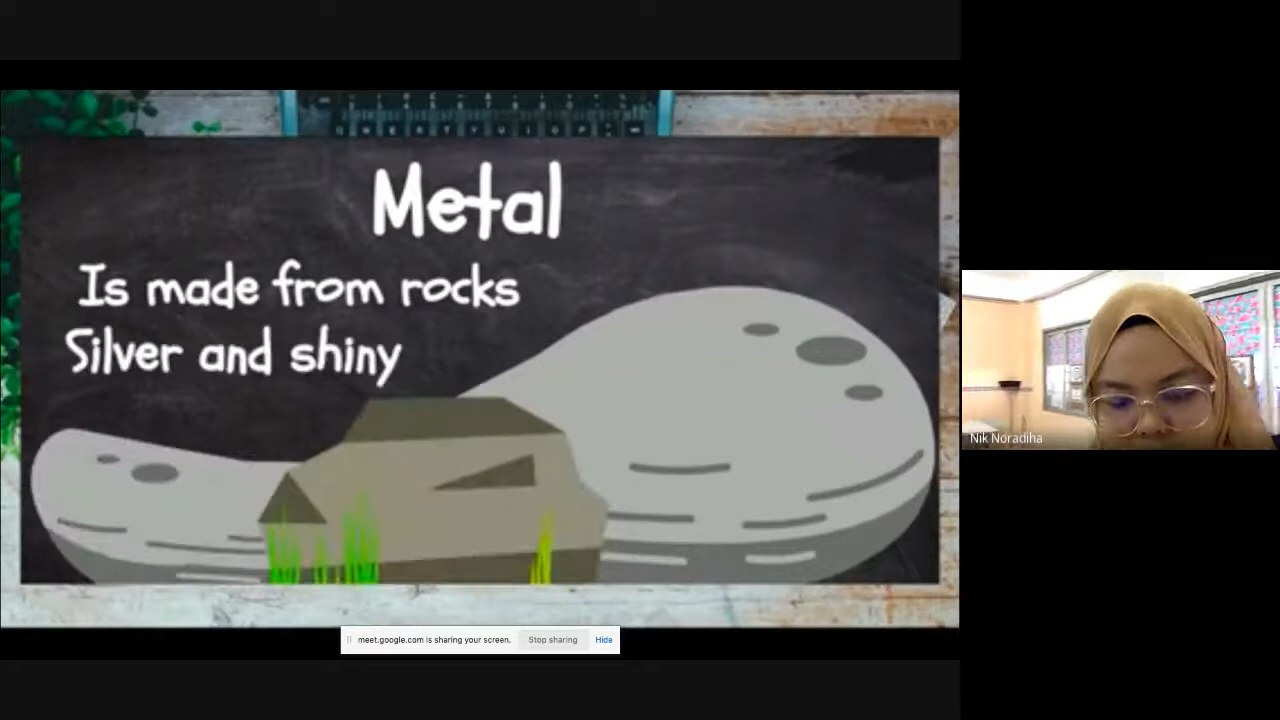 Metal
Is made from rocks
Silver and shiny
Nik Noradiha
meet.google.com is sharing your screen.
Stop sharing
Hide